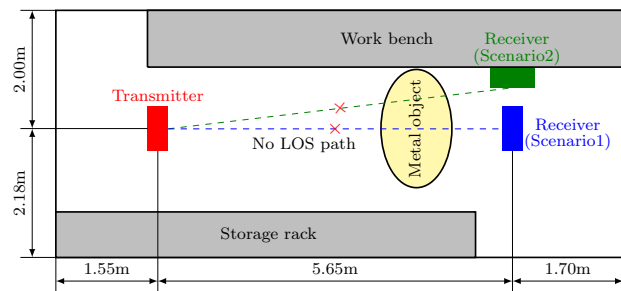 Work bench
Receiver
(Scenario2)
2.00m
Transmitter
Metal object
Receiver
(Scenario1)
No LOS path
2.18m
Storage rack
1.55m
5.65m
1.70m